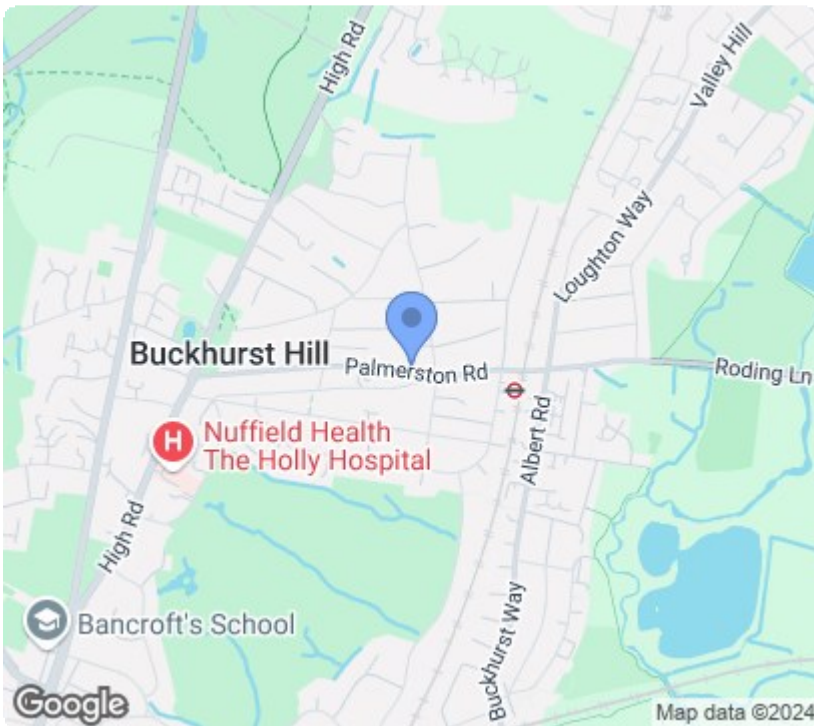 High Rd
Valley Hill
Loughton Way
Buckhurst Hill
Palmerston Rd
Roding Ln
H
Nuffield Health
The Holly Hospital
Albert Rd
High Rd
Bancroft's School
Buckhurst Way
Google
Map data ©2024